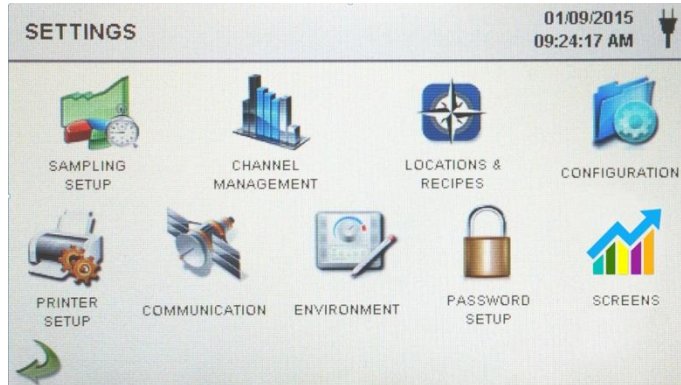 SETTINGS
01/09/2015
09:24:17 AM
SAMPLING
SETUP
CHANNEL
MANAGEMENT
LOCATIONS &
RECIPES
CONFIGURATION
PRINTER
SETUP
COMMUNICATION
ENVIRONMENT
PASSWORD
SETUP
SCREENS